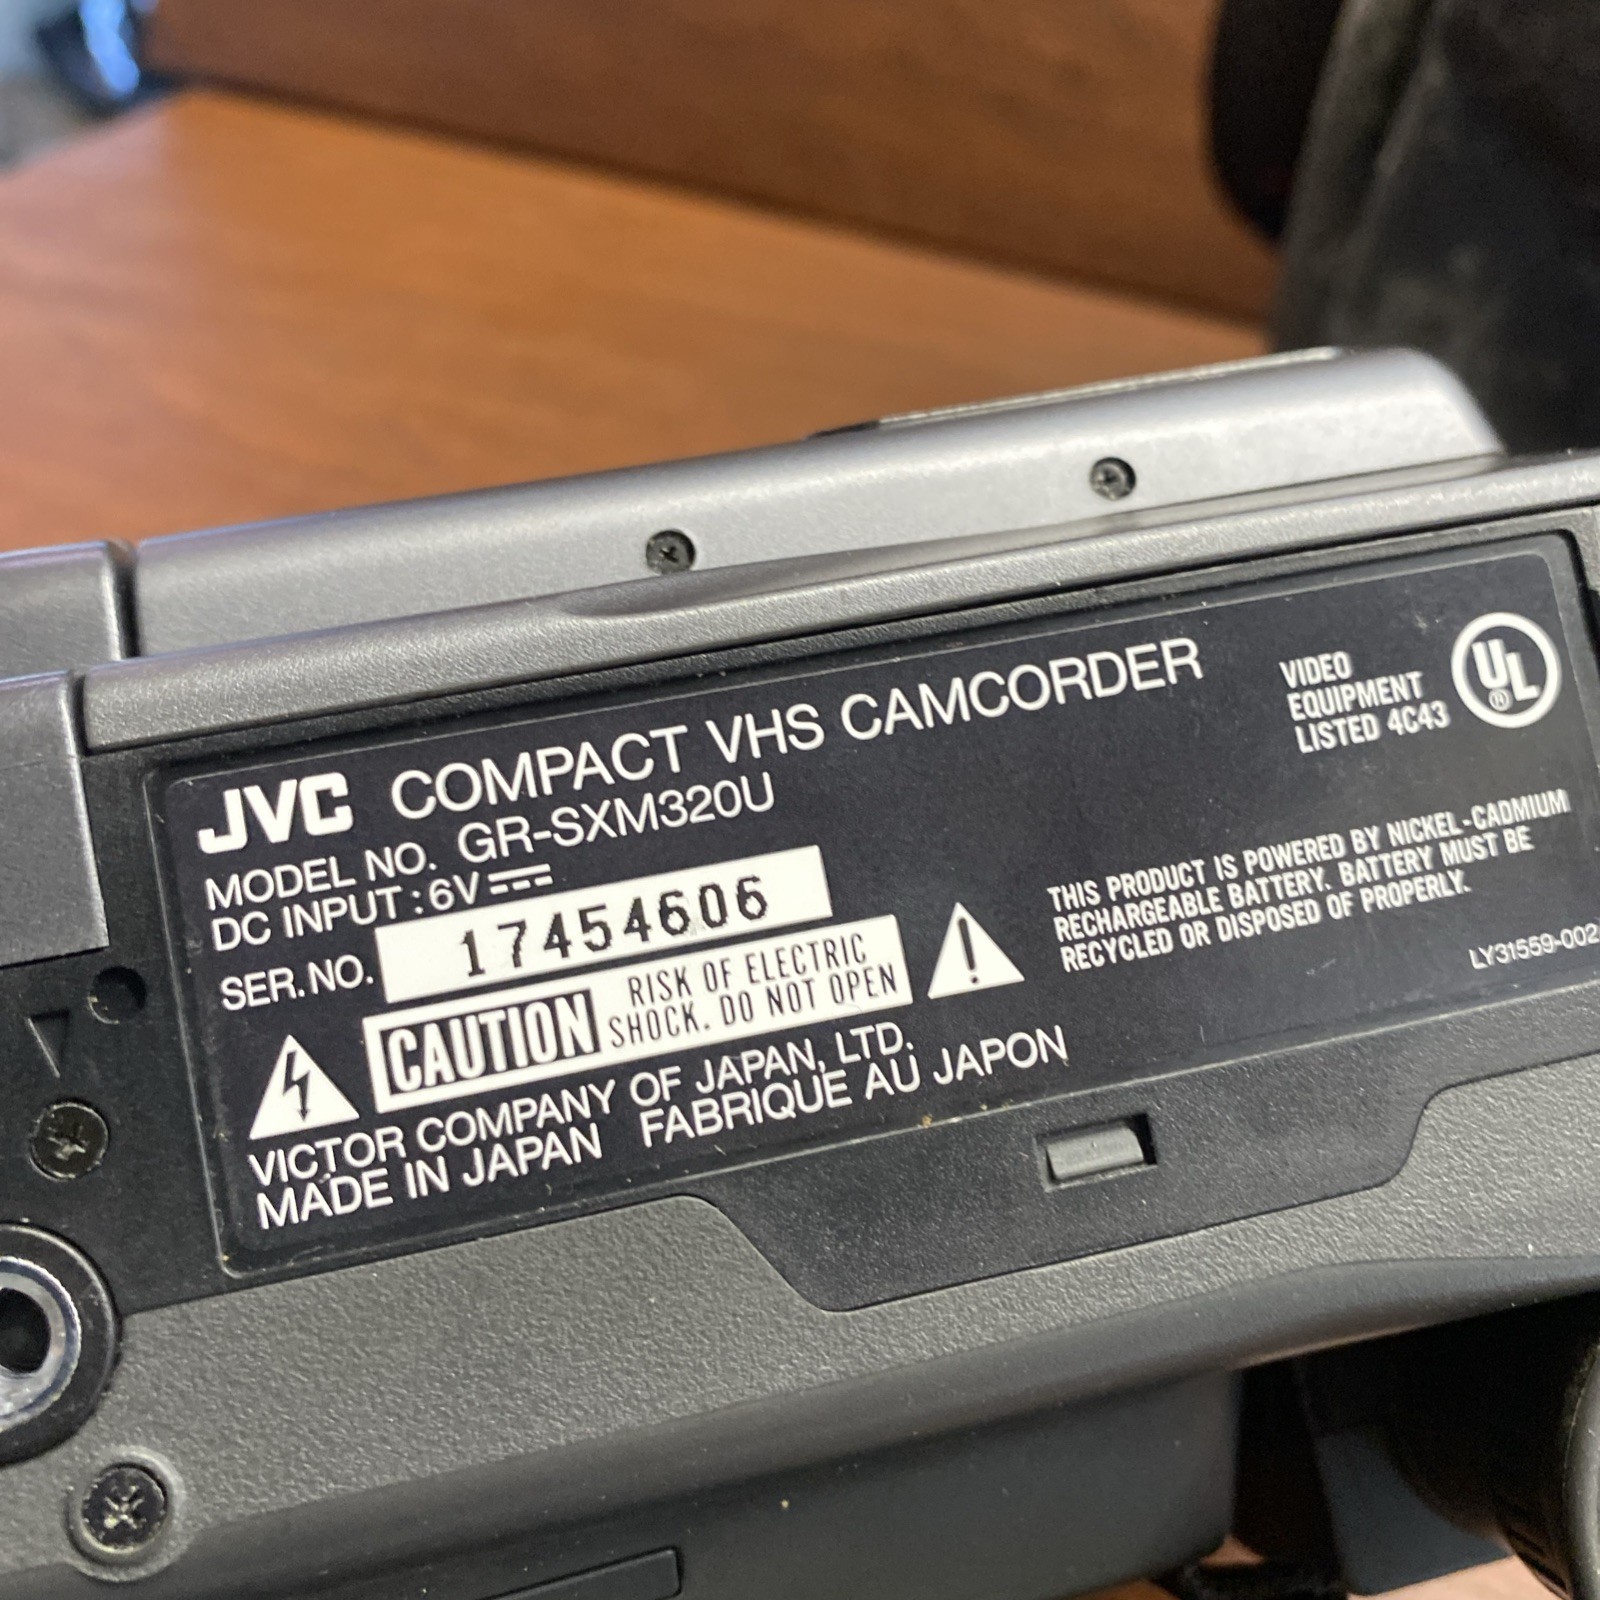 JVC COMPACT VHS CAMCORDER
MODEL NO. GR-SXM320U
DC INPUT : 6V
SER. NO. 17454606
CAUTION RISK OF ELECTRIC
SHOCK. DO NOT OPEN
VICTOR COMPANY OF JAPAN, LTD.
MADE IN JAPAN FABRIQUE AU JAPON
VIDEO
EQUIPMENT
LISTED 4C43
UL ®
THIS PRODUCT IS POWERED BY NICKEL-CADMIUM
RECHARGEABLE BATTERY. BATTERY MUST BE
RECYCLED OR DISPOSED OF PROPERLY.
LY31559-002